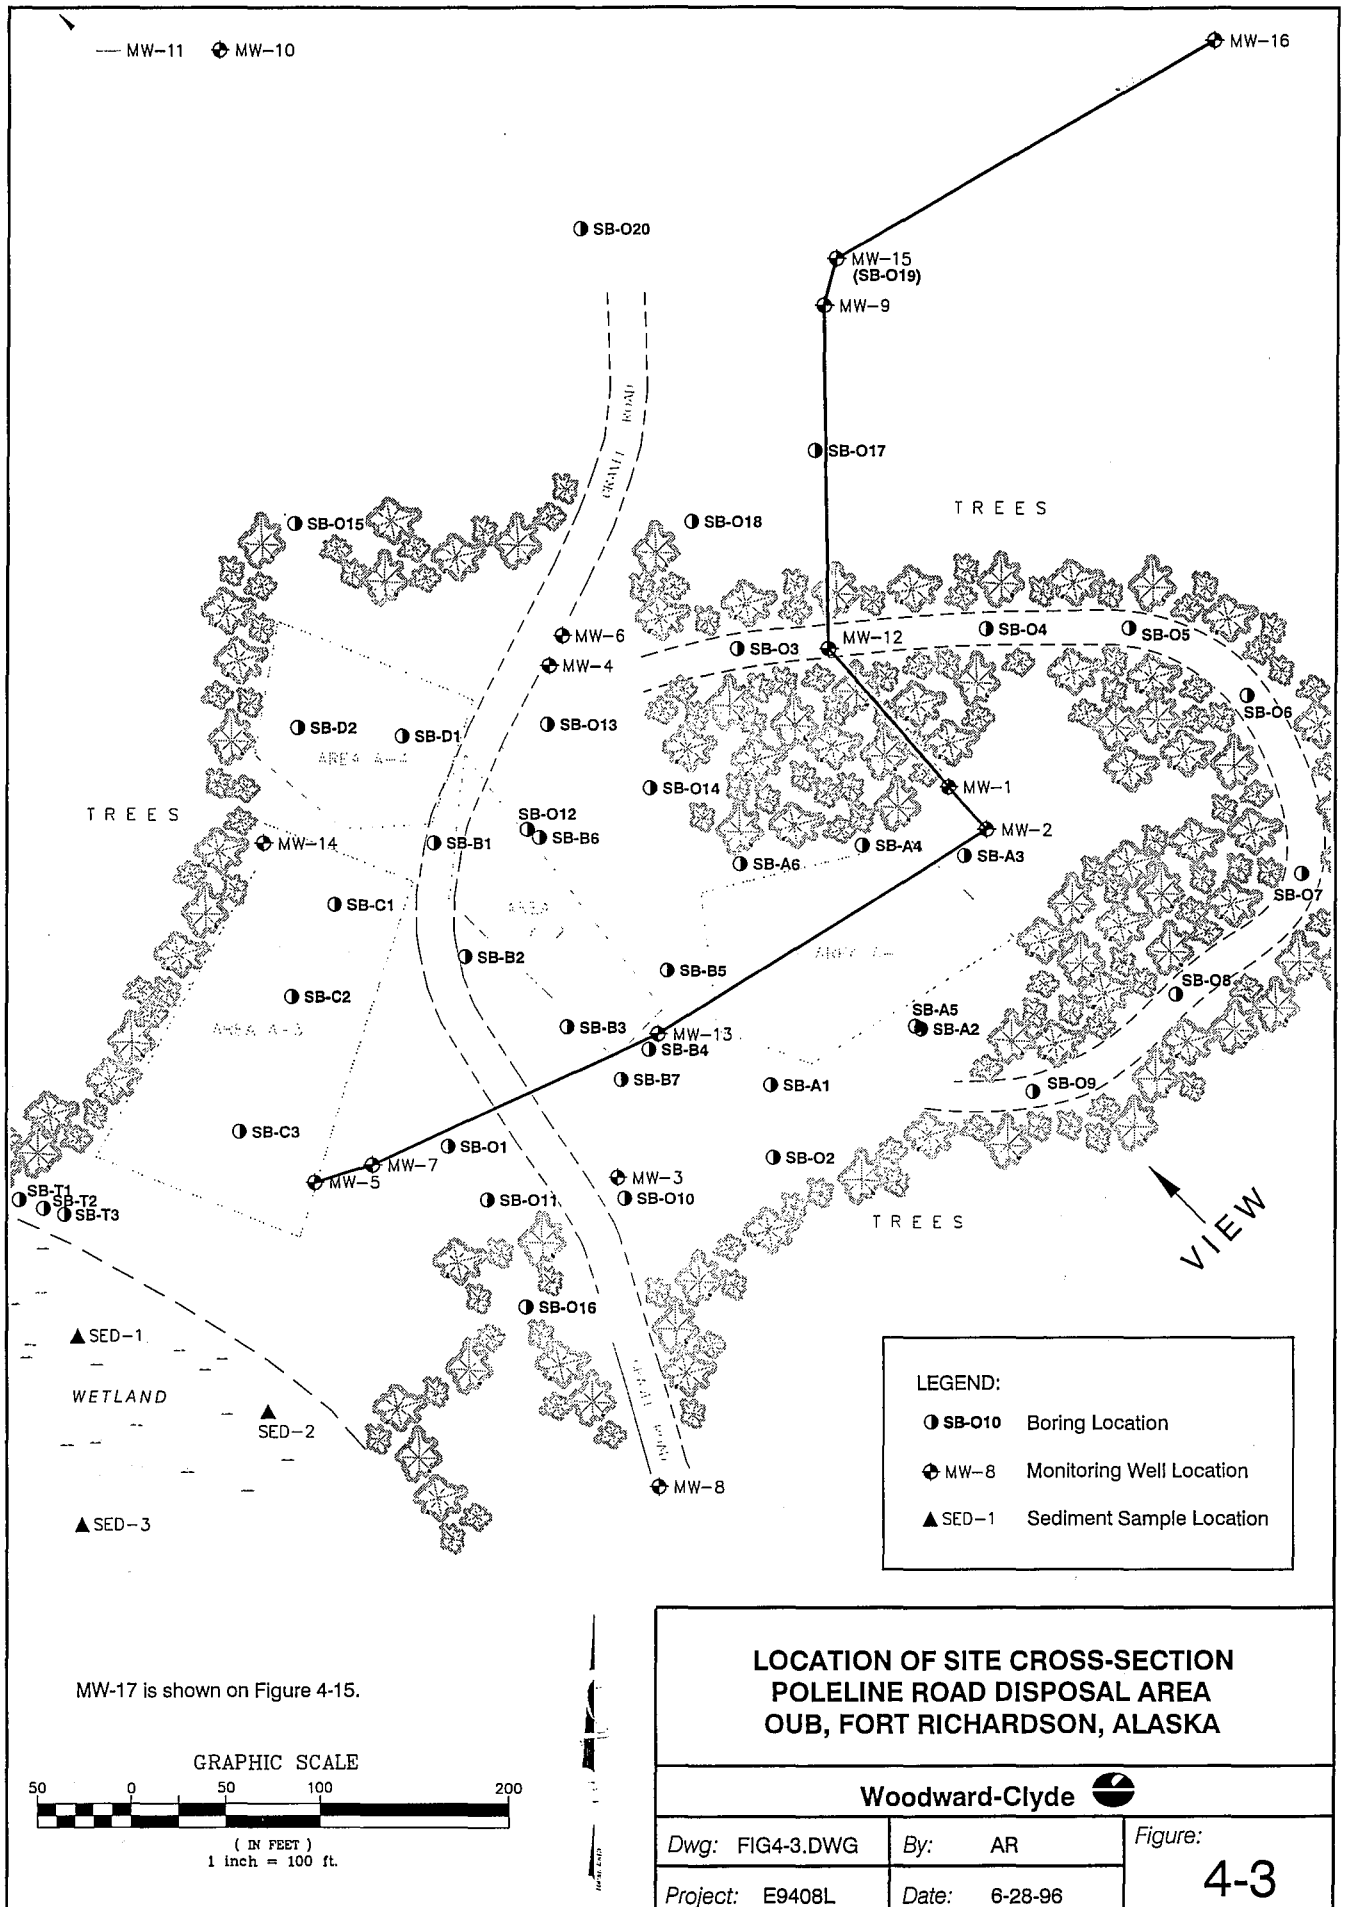 MW-11 MW-10
MW-16
SB-O20
MW-15
(SB-O19)
MW-9
GRAVEL ROAD
SB-O17
TREES
SB-O15
SB-O18
MW-6
MW-4
SB-O3
MW-12
SB-O4
SB-O5
SB-O6
SB-D2
SB-D1
SB-O13
AREA A-4
SB-O14
MW-1
TREES
SB-O12
SB-B6
MW-2
MW-14
SB-B1
SB-A6
SB-A4
SB-A3
SB-O7
SB-C1
AREA
SB-B2
SB-B5
SB-O8
SB-C2
AREA A-3
SB-B3
MW-13
SB-A5
SB-A2
SB-B4
SB-B7
SB-A1
SB-O9
SB-C3
SB-O1
MW-7
SB-O2
MW-5
MW-3
SB-T1
SB-T2
SB-T3
SB-O11
SB-O10
TREES
VIEW
SB-O16
SED-1
WETLAND
SED-2
SED-3
MW-8
LEGEND:
SB-O10 Boring Location
MW-8 Monitoring Well Location
SED-1 Sediment Sample Location
MW-17 is shown on Figure 4-15.
GRAPHIC SCALE
50 0 50 100 200
( IN FEET )
1 inch = 100 ft.
LOCATION OF SITE CROSS-SECTION
POLELINE ROAD DISPOSAL AREA
OUB, FORT RICHARDSON, ALASKA
Woodward-Clyde
Dwg: FIG4-3.DWG By: AR Figure:
4-3
Project: E9408L Date: 6-28-96